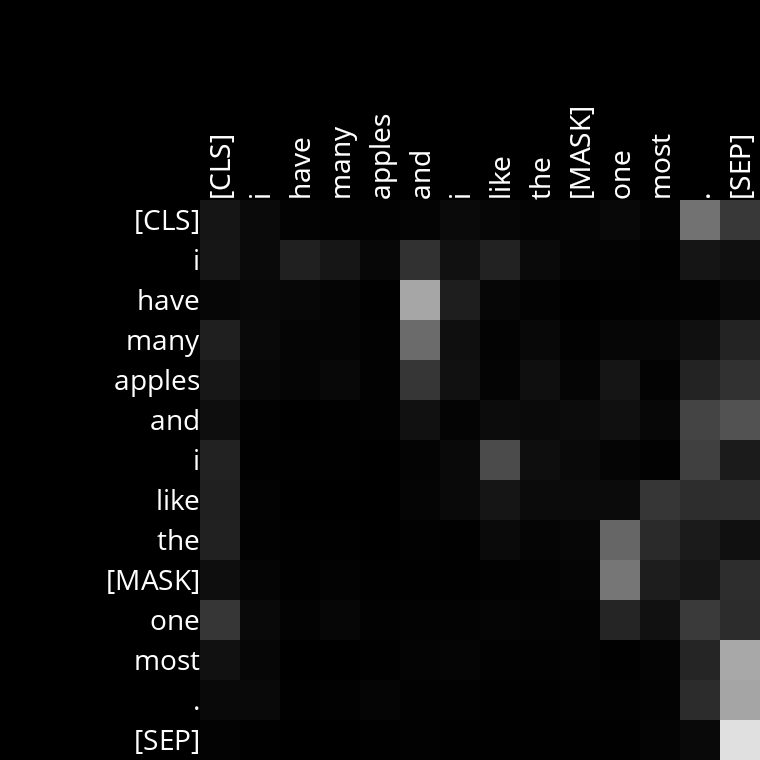 [CLS] i have many apples and i like the [MASK] one most . [SEP]
[CLS]
i
have
many
apples
and
i
like
the
[MASK]
one
most
.
[SEP]